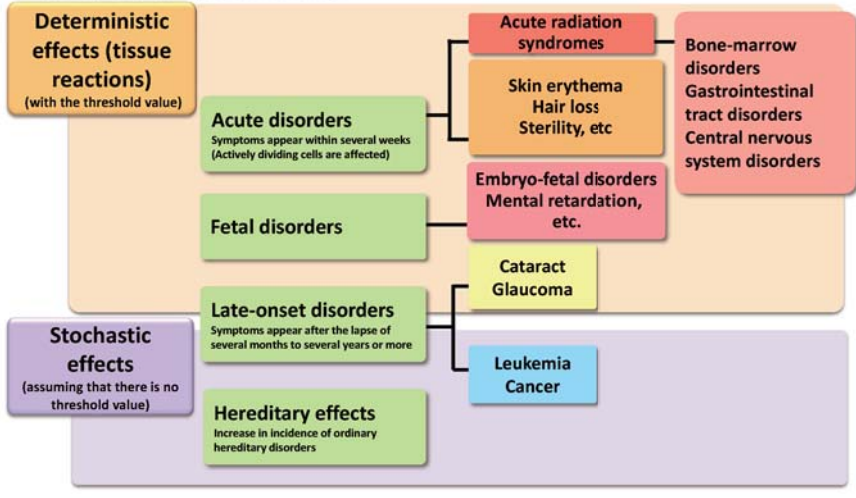 Deterministic
effects (tissue
reactions)
(with the threshold value)
Acute disorders
Symptoms appear within several weeks
(Actively dividing cells are affected)
Acute radiation
syndromes
Skin erythema
Hair loss
Sterility, etc
Bone-marrow
disorders
Gastrointestinal
tract disorders
Central nervous
system disorders
Fetal disorders
Embryo-fetal disorders
Mental retardation,
etc.
Late-onset disorders
Symptoms appear after the lapse of
several months to several years or more
Cataract
Glaucoma
Stochastic
effects
(assuming that there is no
threshold value)
Leukemia
Cancer
Hereditary effects
Increase in incidence of ordinary
hereditary disorders